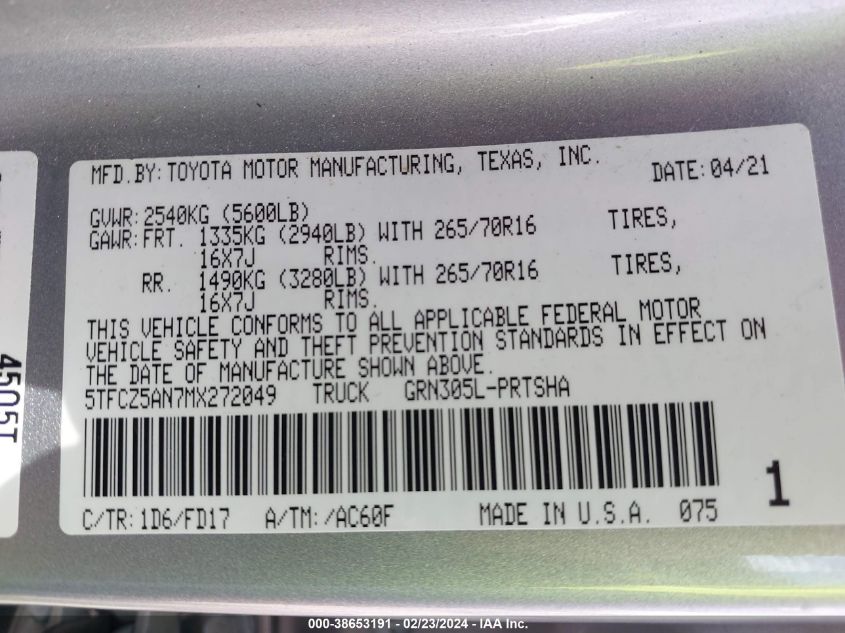 MFD.BY: TOYOTA MOTOR MANUFACTURING, TEXAS, INC. DATE: 04/21
GVWR: 2540KG (5600LB)
GAWR: FRT. 1335KG (2940LB) WITH 265/70R16 TIRES,
16X7J RIMS.
RR. 1490KG (3280LB) WITH 265/70R16 TIRES,
16X7J RIMS.
THIS VEHICLE CONFORMS TO ALL APPLICABLE FEDERAL MOTOR
VEHICLE SAFETY AND THEFT PREVENTION STANDARDS IN EFFECT ON
THE DATE OF MANUFACTURE SHOWN ABOVE.
5TFCZ5AN7MX272049 TRUCK GRN305L-PRTSHA
1
C/TR: 1D6/FD17 A/TM: /AC60F MADE IN U.S.A. 075
000-38653191 - 02/23/2024 - IAA Inc.